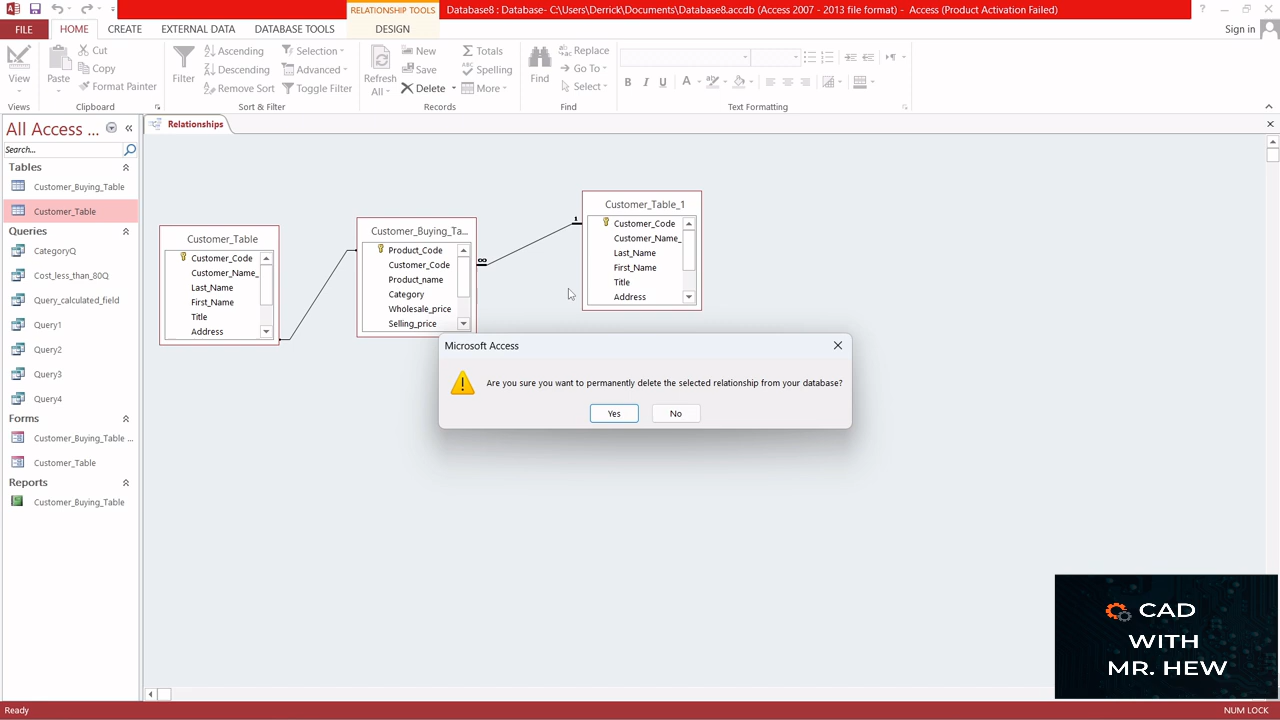 RELATIONSHIP TOOLS
Database8 : Database- C:\Users\Derrick\Documents\Database8.accdb (Access 2007 - 2013 file format) - Access (Product Activation Failed)
FILE
HOME
CREATE
EXTERNAL DATA
DATABASE TOOLS
DESIGN
Sign in
View
Views
Paste
Cut
Copy
Format Painter
Clipboard
Filter
Ascending
Descending
Remove Sort
Selection
Advanced
Toggle Filter
Sort & Filter
Refresh
All
New
Save
Delete
Totals
Spelling
More
Records
Find
Replace
Go To
Select
Find
B I U A
Text Formatting
All Access ...
Search...
Tables
Customer_Buying_Table
Customer_Table
Queries
CategoryQ
Cost_less_than_80Q
Query_calculated_field
Query1
Query2
Query3
Query4
Forms
Customer_Buying_Table ...
Customer_Table
Reports
Customer_Buying_Table
Relationships
Customer_Table
Customer_Code
Customer_Name_
Last_Name
First_Name
Title
Address
Customer_Buying_Ta...
Product_Code
Customer_Code
Product_name
Category
Wholesale_price
Selling_price
∞
1
Customer_Table_1
Customer_Code
Customer_Name_
Last_Name
First_Name
Title
Address
Microsoft Access
Are you sure you want to permanently delete the selected relationship from your database?
Yes
No
CAD
WITH
MR. HEW
Ready
NUM LOCK